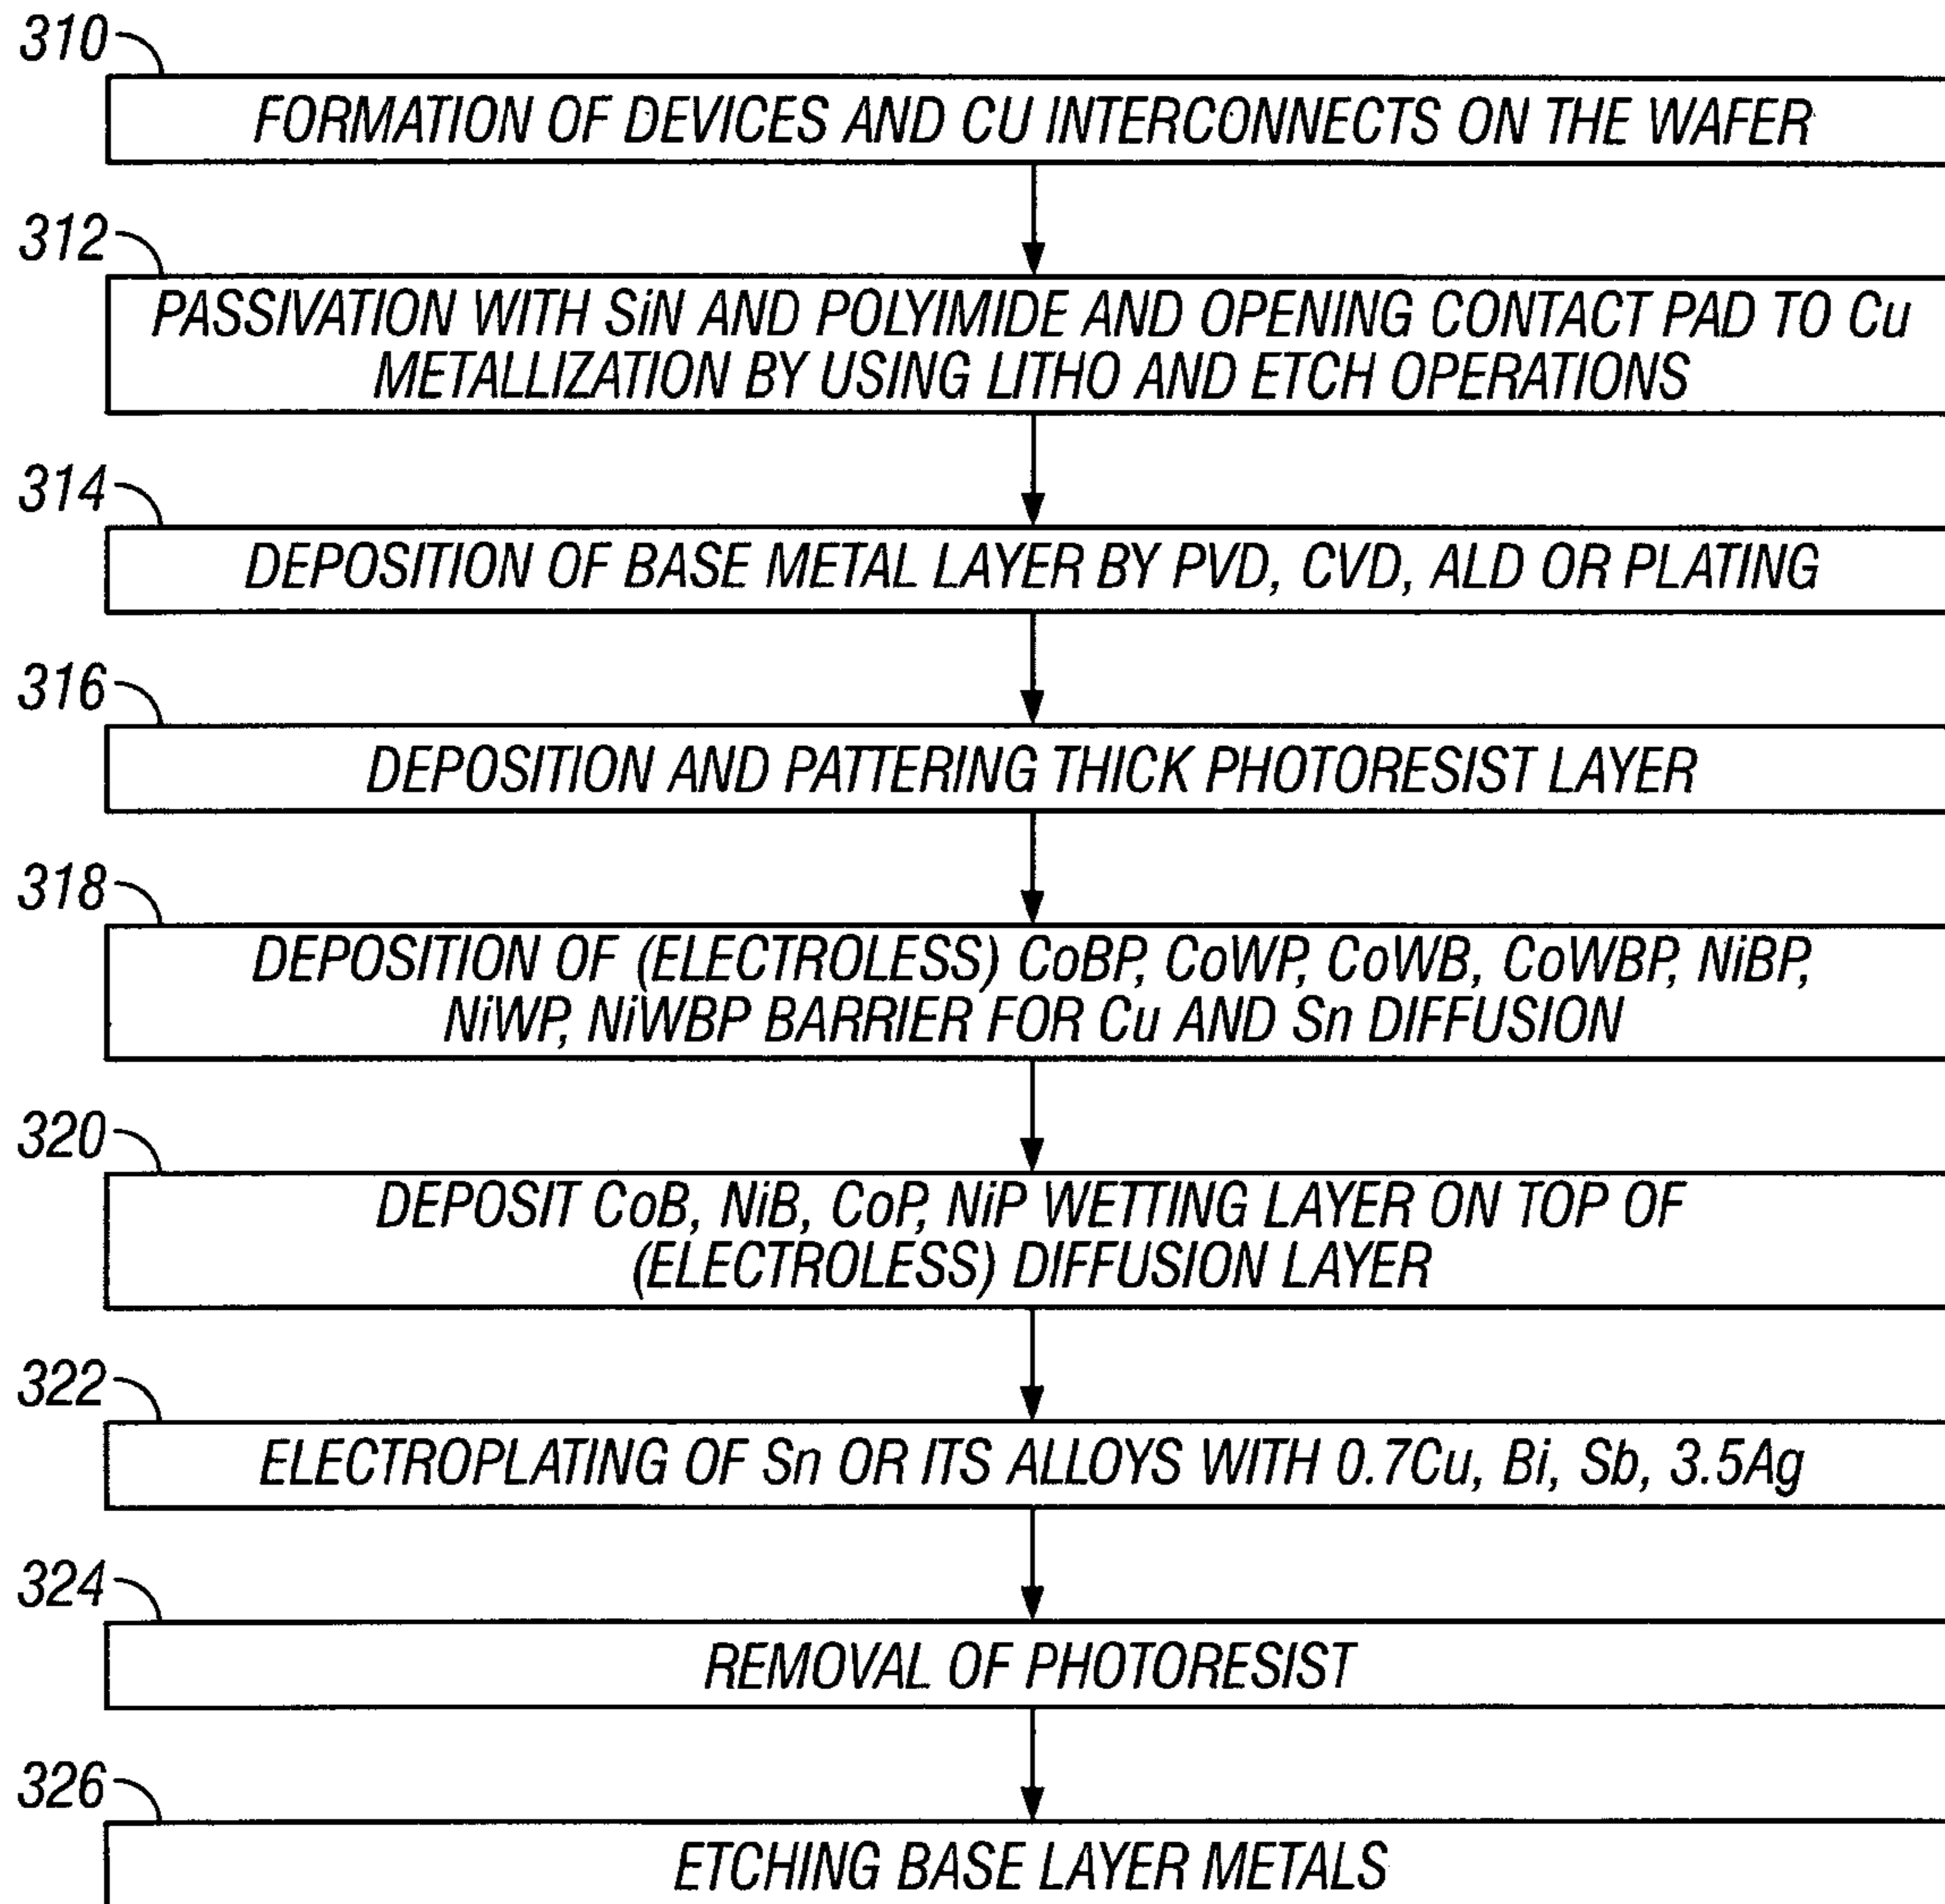 310
FORMATION OF DEVICES AND CU INTERCONNECTS ON THE WAFER
312
PASSIVATION WITH SiN AND POLYIMIDE AND OPENING CONTACT PAD TO Cu
METALLIZATION BY USING LITHO AND ETCH OPERATIONS
314
DEPOSITION OF BASE METAL LAYER BY PVD, CVD, ALD OR PLATING
316
DEPOSITION AND PATTERING THICK PHOTORESIST LAYER
318
DEPOSITION OF (ELECTROLESS) CoBP, CoWP, CoWB, CoWBP, NiBP,
NiWP, NiWBP BARRIER FOR Cu AND Sn DIFFUSION
320
DEPOSIT CoB, NiB, CoP, NiP WETTING LAYER ON TOP OF
(ELECTROLESS) DIFFUSION LAYER
322
ELECTROPLATING OF Sn OR ITS ALLOYS WITH 0.7Cu, Bi, Sb, 3.5Ag
324
REMOVAL OF PHOTORESIST
326
ETCHING BASE LAYER METALS